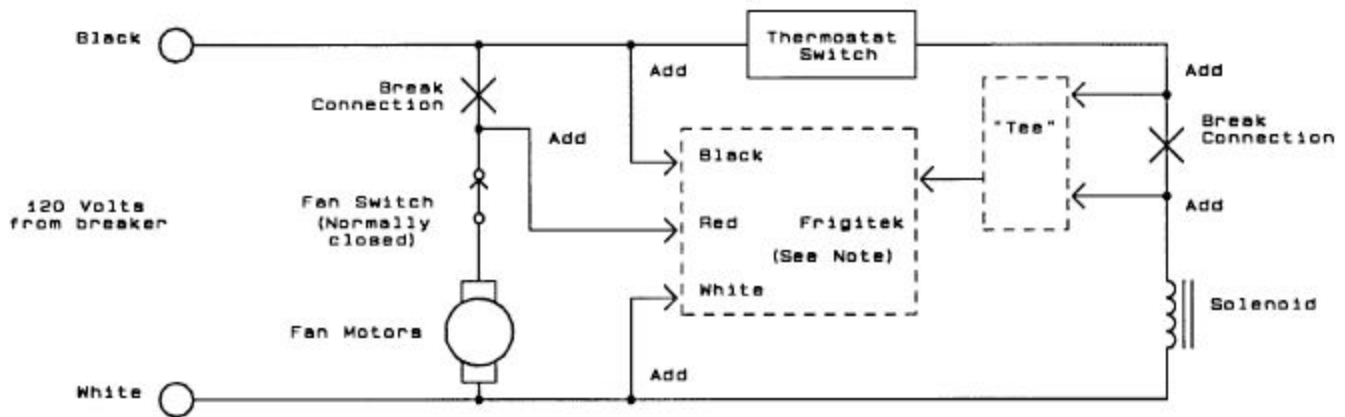 Black
Thermostat
Switch
Add
Add
Break
Connection
Add
"Tee"
Break
Connection
Black
120 Volts
from breaker
Fan Switch
(Normally
closed)
Red
Frigitek
(See Note)
Add
White
Solenoid
Fan Motors
White
Add